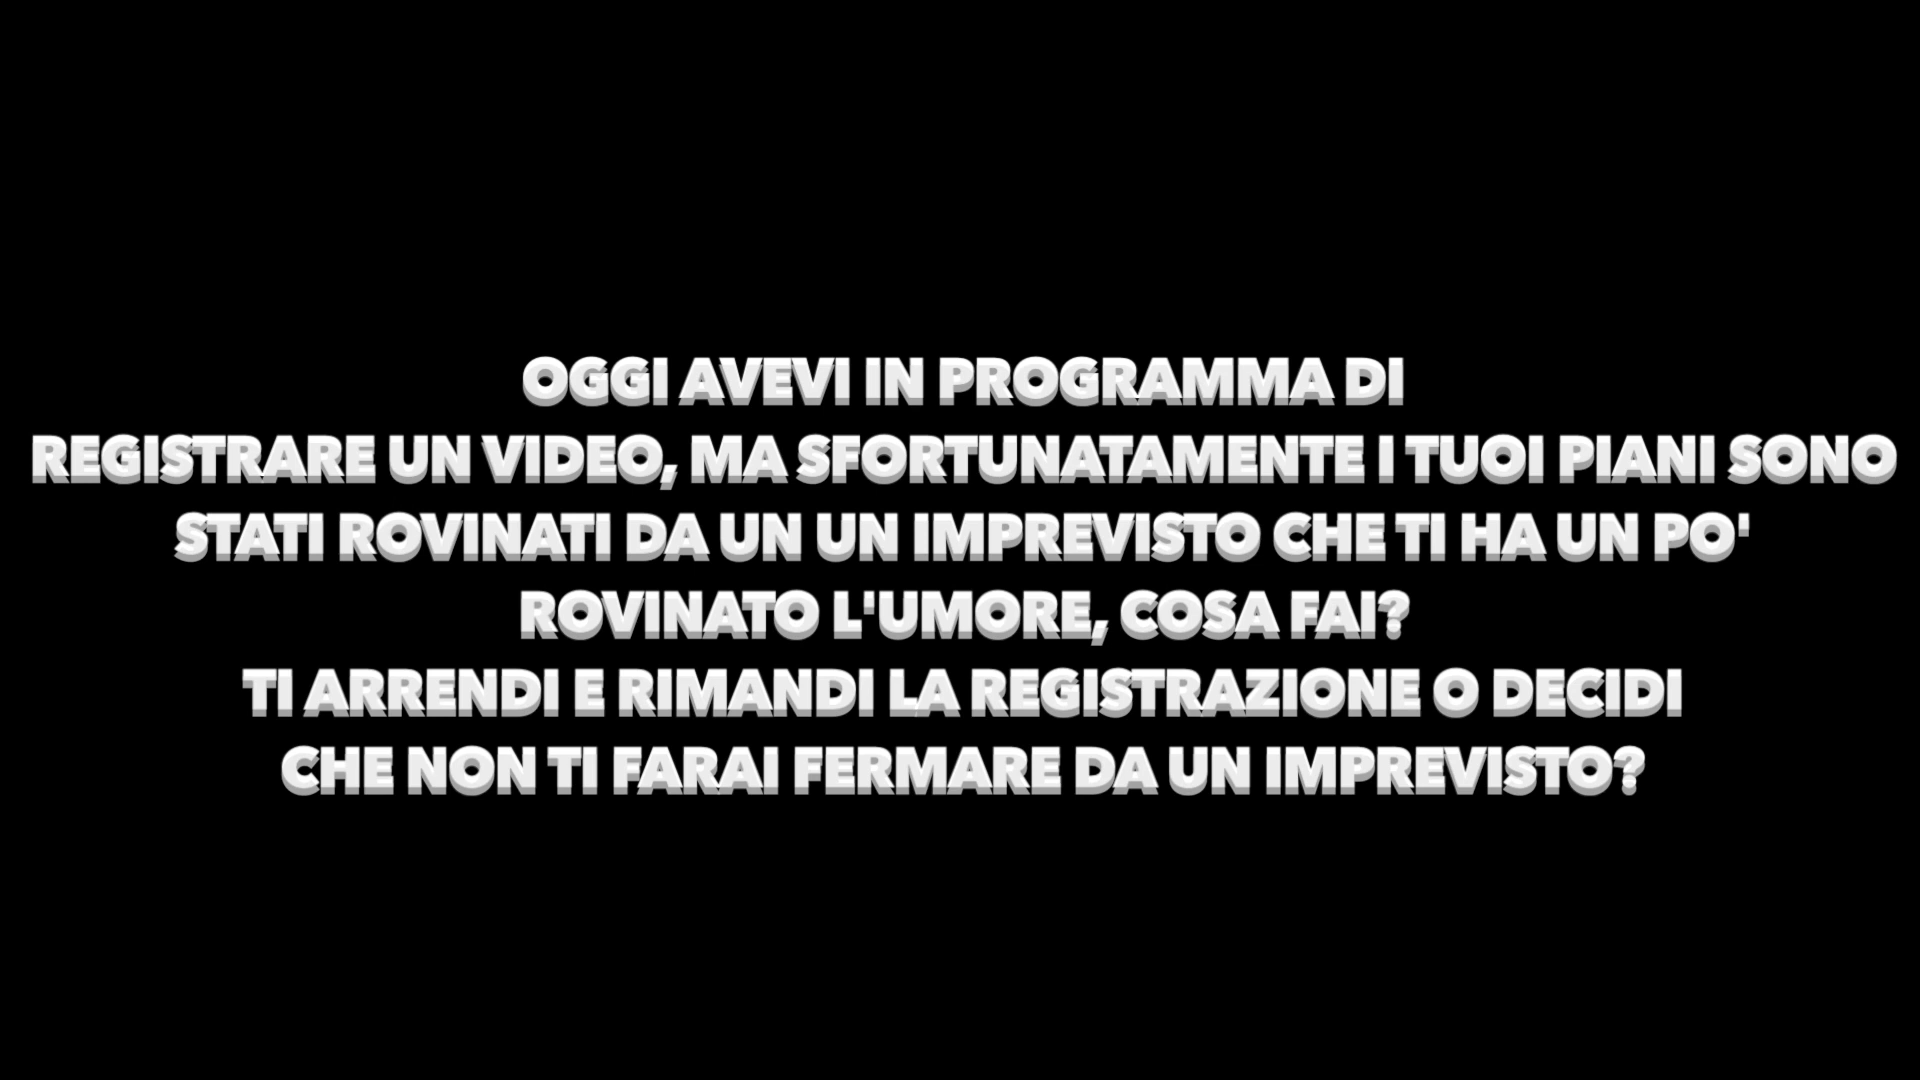 OGGI AVEVI IN PROGRAMMA DI
REGISTRARE UN VIDEO, MA SFORTUNATAMENTE I TUOI PIANI SONO
STATI ROVINATI DA UN UN IMPREVISTO CHE TI HA UN PO'
ROVINATO L'UMORE, COSA FAI?
TI ARRENDI E RIMANDI LA REGISTRAZIONE O DECIDI
CHE NON TI FARAI FERMARE DA UN IMPREVISTO?